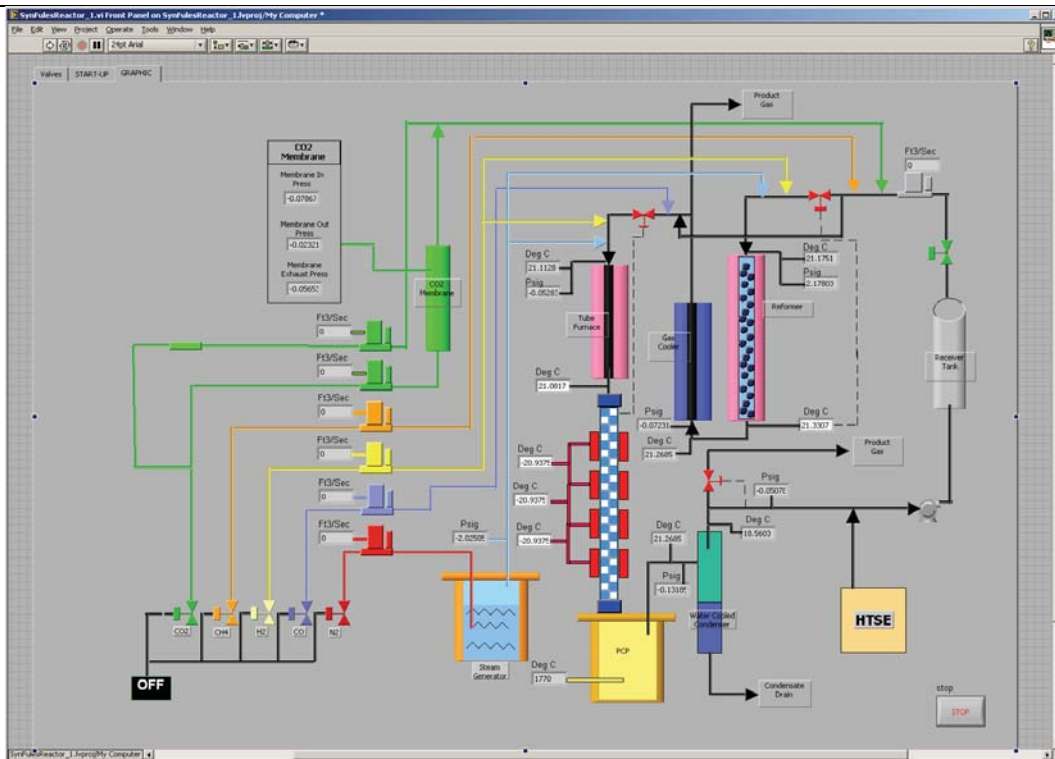 SynFulesReactor_1.vi Front Panel on SynFulesReactor_1.lvproj/My Computer *
File Edit View Project Operate Tools Window Help
24pt Arial
Valves START-UP GRAPHIC
Product
Gas
CO2
Membrane
Membrane In
Press
-0.07867
Membrane Out
Press
-0.02321
Membrane
Exhaust Press
Ft3/Sec
0
Deg C
21.1128
Psig
Deg C
21.1751
Psig
2.17803
CO2
Membrane
Tube
Furnace
Gas
Cooler
Reformer
Receiver
Tank
Ft3/Sec
0
Ft3/Sec
0
Ft3/Sec
0
Ft3/Sec
0
Ft3/Sec
0
Ft3/Sec
0
Deg C
21.0817
Psig
-0.07231
Deg C
21.2685
Deg C
21.3307
Product
Gas
Deg C
-20.9375
-20.9375
-20.9375
Deg C
Deg C
Psig
-0.05078
Deg C
18.5603
Psig
-2.02505
Deg C
21.2685
Psig
CO2 CH4 H2 CO N2
OFF
Steam
Generator
PCP
Deg C
1770
Water Cooled
Condenser
HTSE
Condensate
Drain
stop
STOP
SynFulesReactor_1.lvproj/My Computer